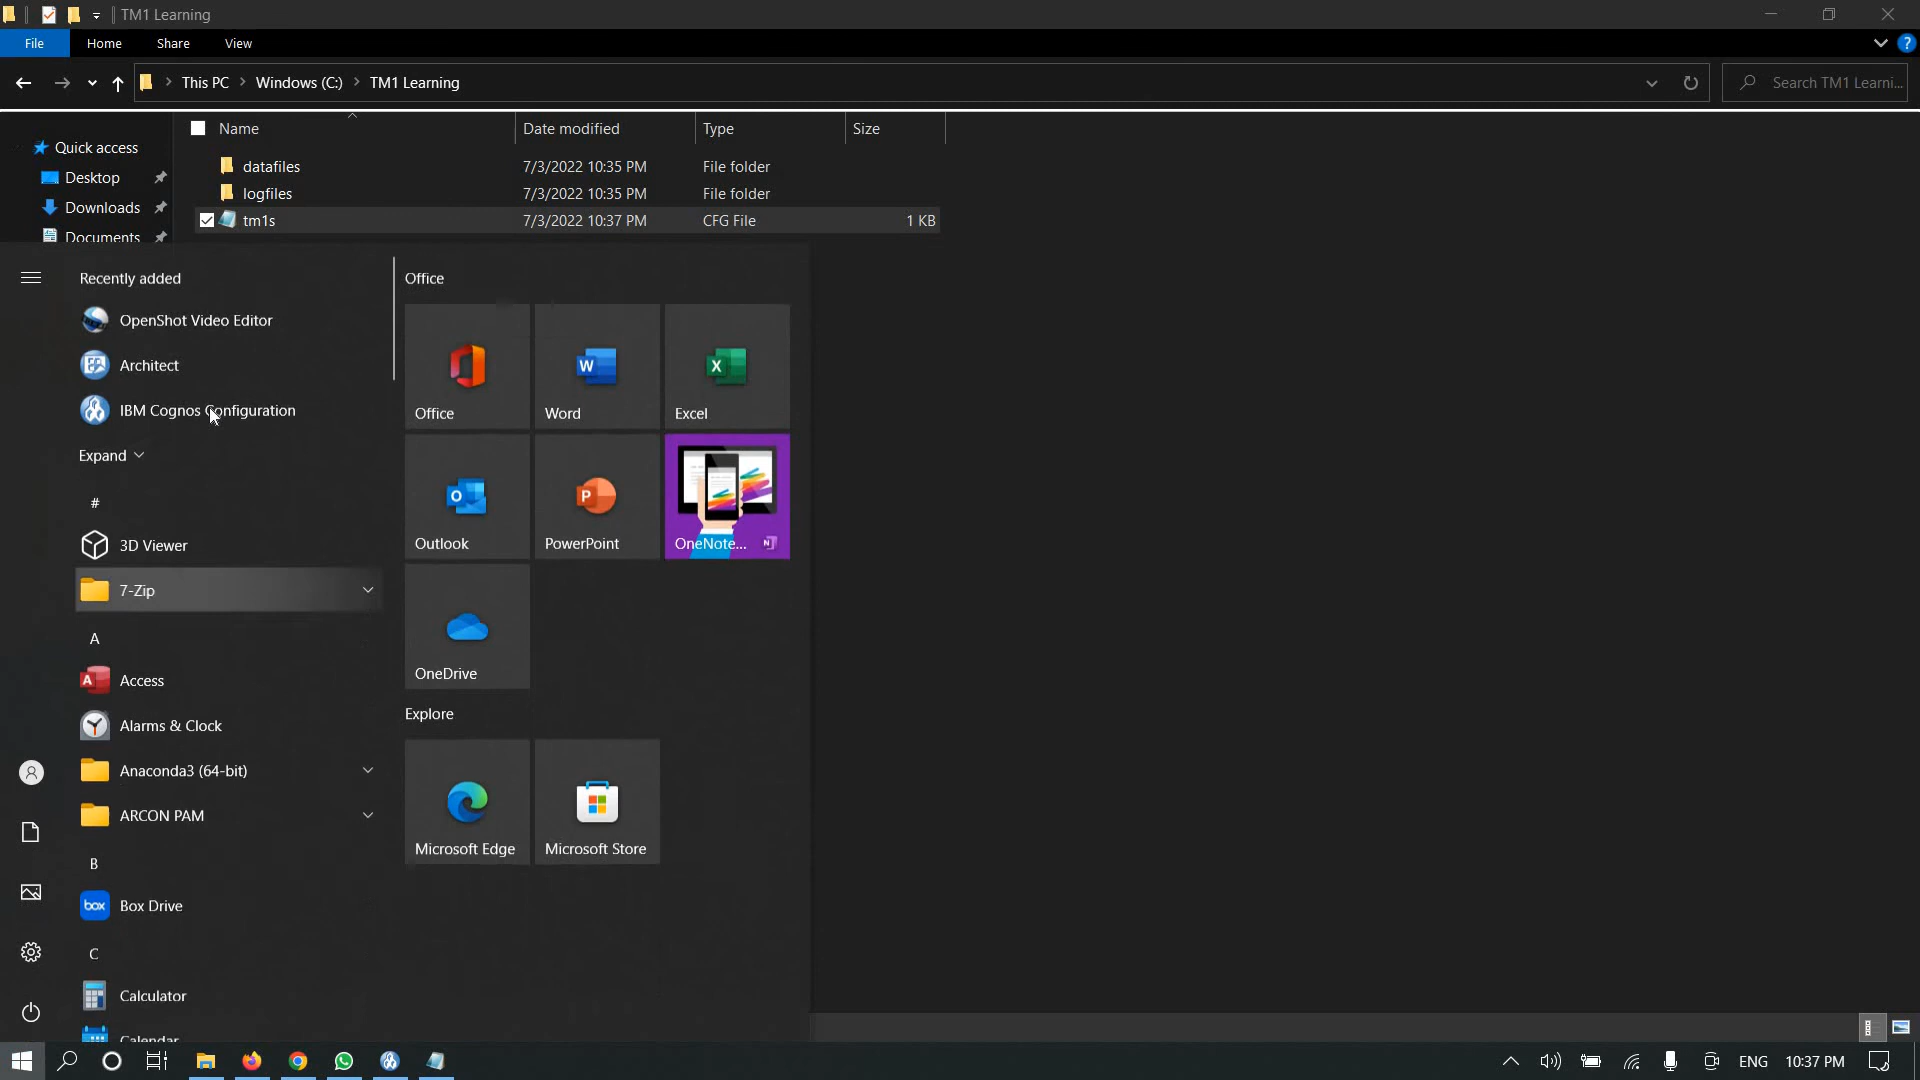 TM1 Learning
File
Home
Share
View
?
This PC
Windows (C:)
TM1 Learning
Search TM1 Learni...
Name
Date modified
Type
Size
Quick access
Desktop
Downloads
Documents
datafiles
7/3/2022 10:35 PM
File folder
logfiles
7/3/2022 10:35 PM
File folder
tm1s
7/3/2022 10:37 PM
CFG File
1 KB
Recently added
OpenShot Video Editor
Architect
IBM Cognos Configuration
Expand
#
3D Viewer
7-Zip
A
Access
Alarms & Clock
Anaconda3 (64-bit)
ARCON PAM
B
box
Box Drive
C
Calculator
Calendar
Office
Office
Word
Excel
Outlook
PowerPoint
OneNote...
OneDrive
Explore
Microsoft Edge
Microsoft Store
ENG
10:37 PM